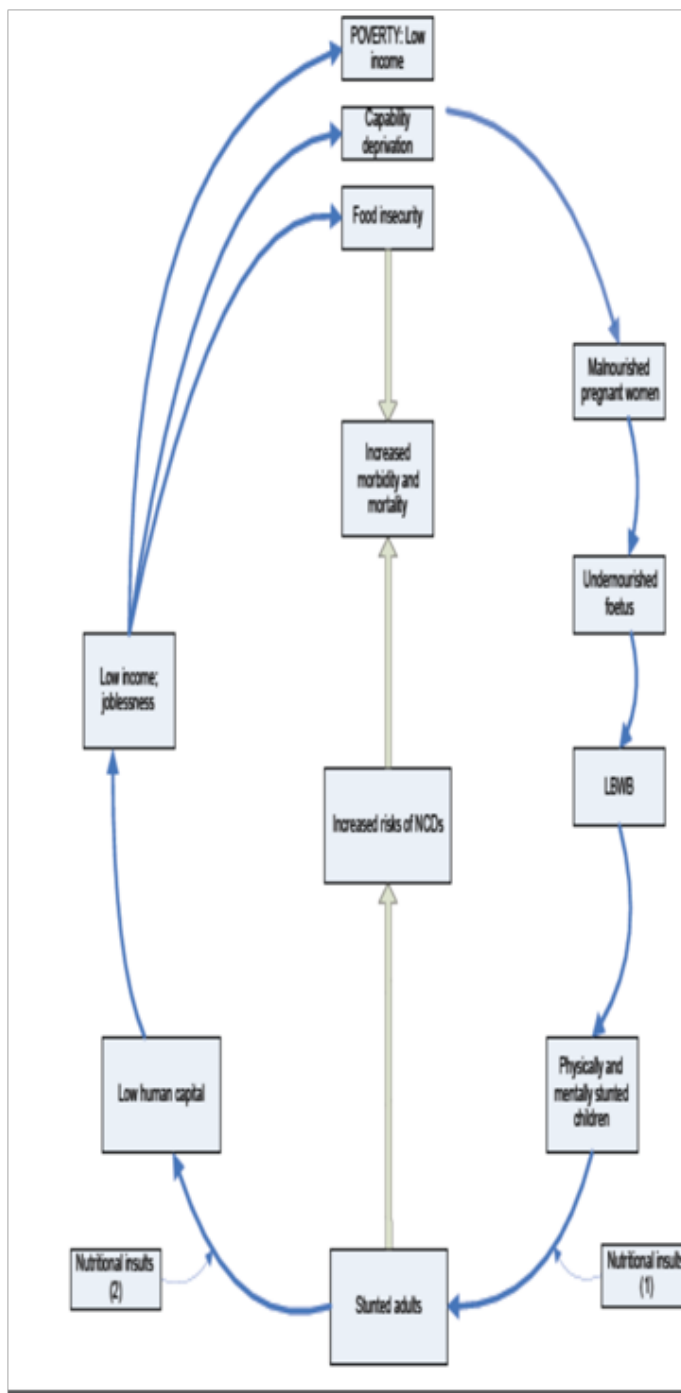 POVERTY: Low
income
Capability
deprivation
Food insecurity
Malnourished
pregnant women
Increased
morbidity and
mortality
Undernourished
foetus
Low income;
joblessness
LBWB
Increased risks of NCDs
Low human capital
Physically and
mentally stunted
children
Nutritional insults
(2)
Stunted adults
Nutritional insults
(1)